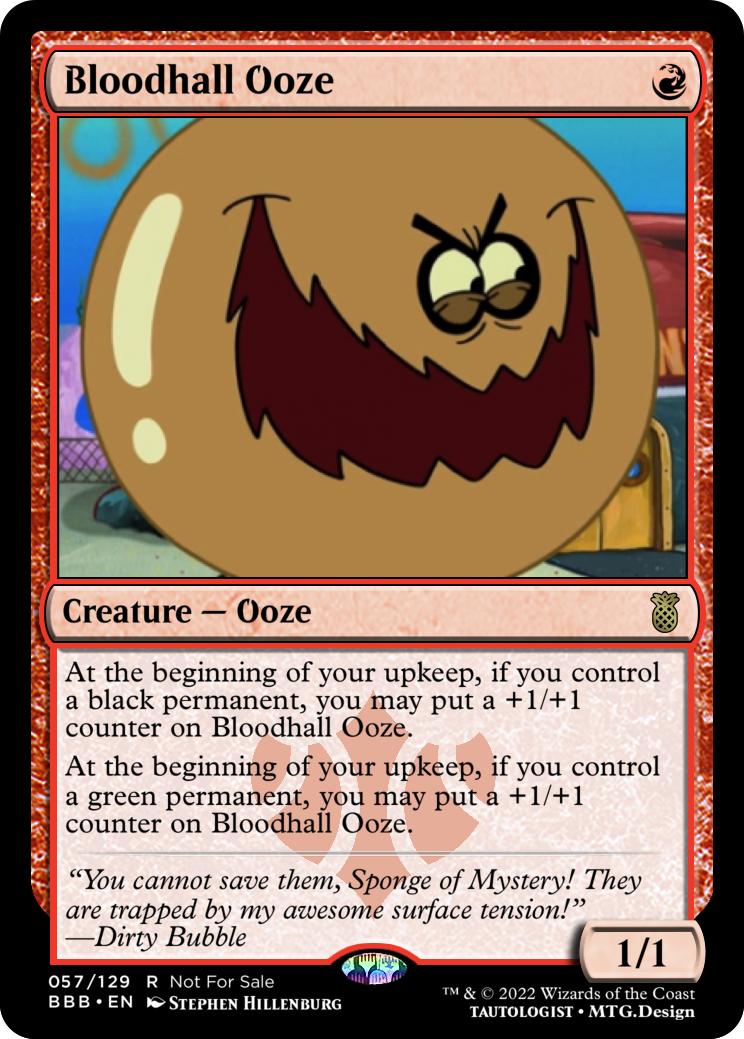 Bloodhall Ooze
Creature — Ooze
At the beginning of your upkeep, if you control
a black permanent, you may put a +1/+1
counter on Bloodhall Ooze.
At the beginning of your upkeep, if you control
a green permanent, you may put a +1/+1
counter on Bloodhall Ooze.
“You cannot save them, Sponge of Mystery! They
are trapped by my awesome surface tension!”
—Dirty Bubble
1/1
057/129 R Not For Sale
BBB • EN Stephen Hillenburg
™ & © 2022 Wizards of the Coast
TAUTOLOGIST • MTG.Design